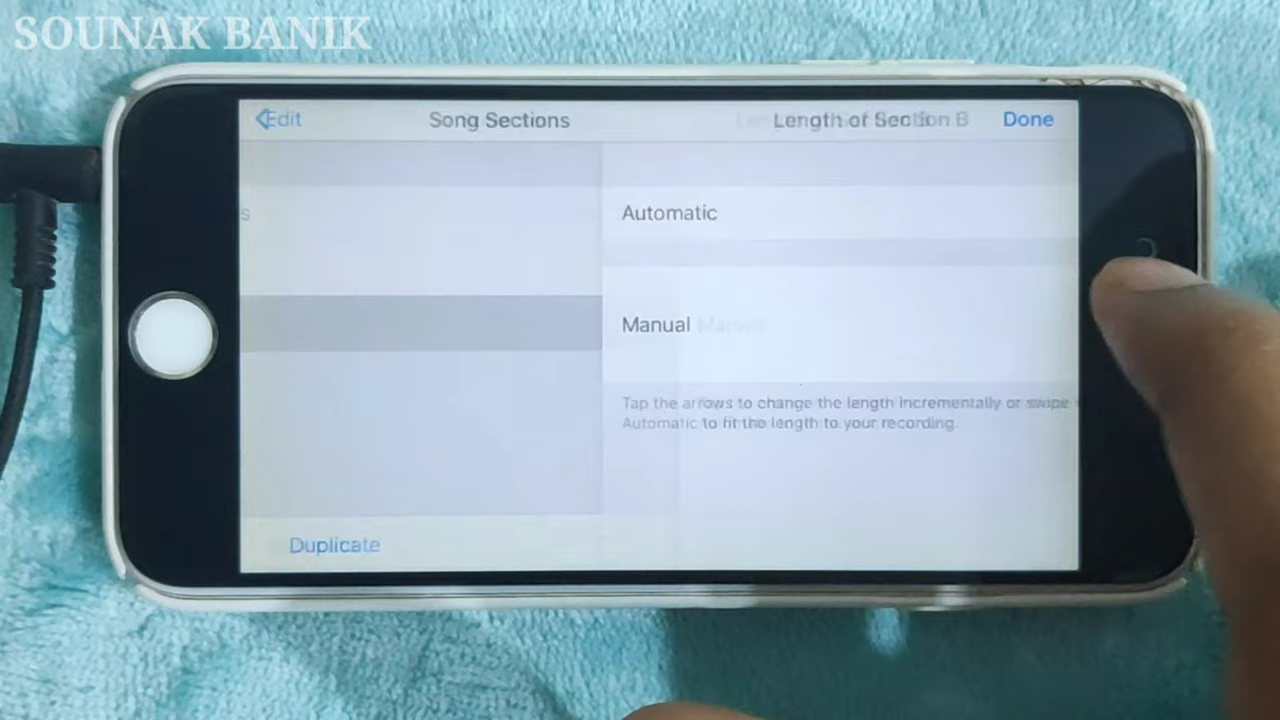 SOUNAK BANIK
Edit
Song Sections
Length of Section B
Done
s
Automatic
Manual
Tap the arrows to change the length incrementally or swipe
Automatic to fit the length to your recording.
Duplicate